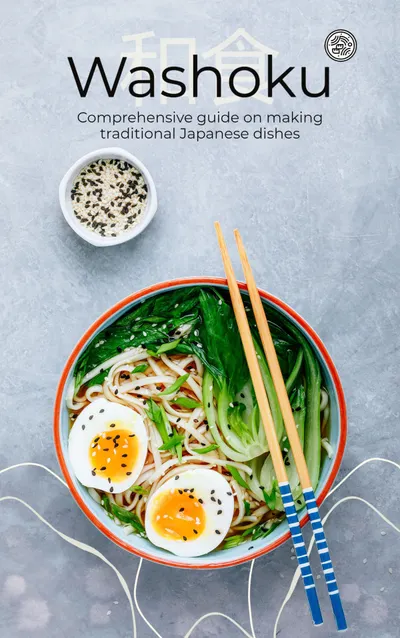 和食
Washoku
Comprehensive guide on making
traditional Japanese dishes